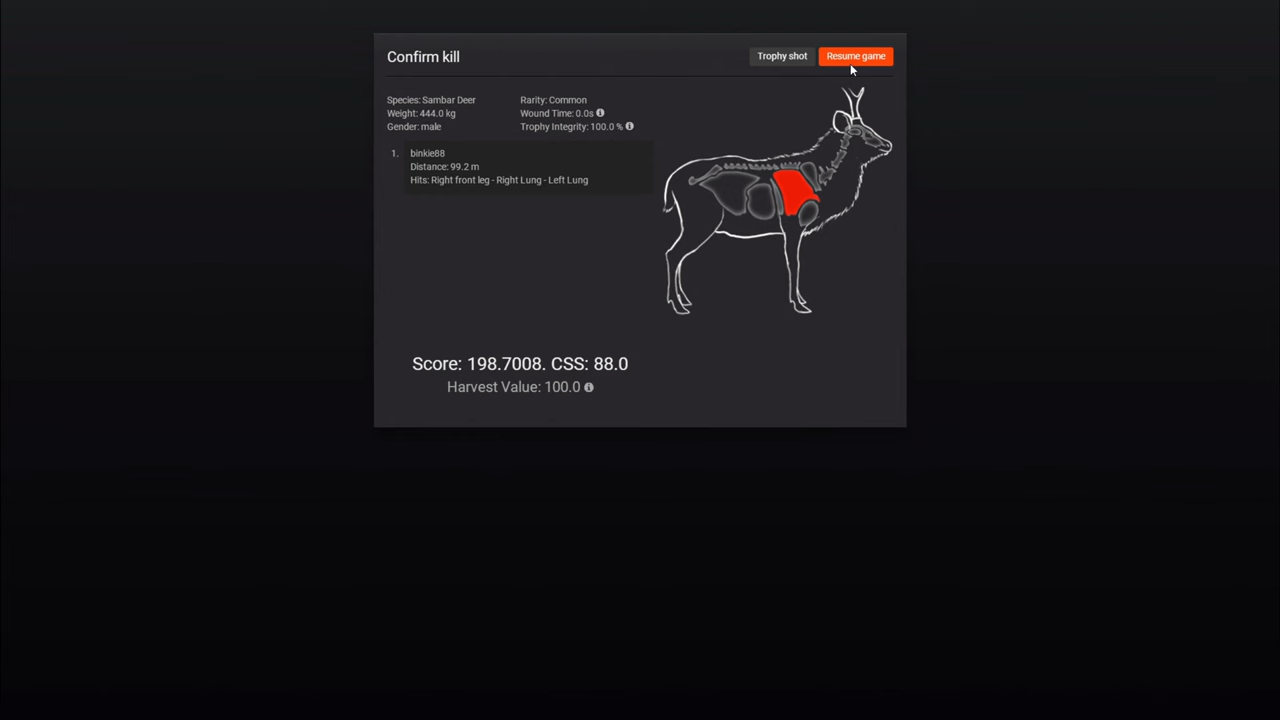 Confirm kill
Trophy shot
Resume game
Species: Sambar Deer
Weight: 444.0 kg
Gender: male
Rarity: Common
Wound Time: 0.0s
Trophy Integrity: 100.0 %
1.
binkie88
Distance: 99.2 m
Hits: Right front leg - Right Lung - Left Lung
Score: 198.7008. CSS: 88.0
Harvest Value: 100.0